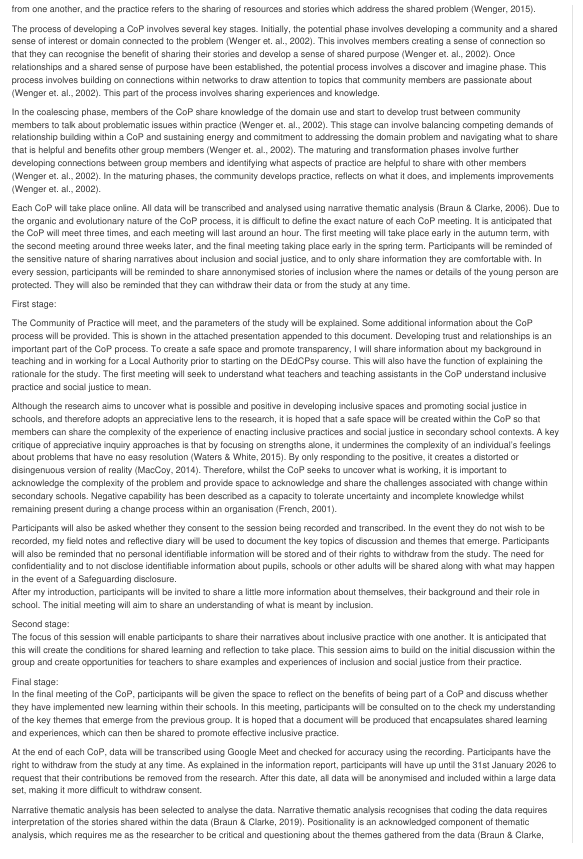 from one another, and the practice refers to the sharing of resources and stories which address the shared problem (Wenger, 2015).
The process of developing a CoP involves several key stages. Initially, the potential phase involves developing a community and a shared
sense of interest or domain connected to the problem (Wenger et. al., 2002). This involves members creating a sense of connection so
that they can recognise the benefit of sharing their stories and develop a sense of shared purpose (Wenger et. al., 2002). Once
relationships and a shared sense of purpose have been established, the potential process involves a discover and imagine phase. This
process involves building on connections within networks to draw attention to topics that community members are passionate about
(Wenger et. al., 2002). This part of the process involves sharing experiences and knowledge.
In the coalescing phase, members of the CoP share knowledge of the domain use and start to develop trust between community
members to talk about problematic issues within practice (Wenger et. al., 2002). This stage can involve balancing competing demands of
relationship building within a CoP and sustaining energy and commitment to addressing the domain problem and navigating what to share
that is helpful and benefits other group members (Wenger et. al., 2002). The maturing and transformation phases involve further
developing connections between group members and identifying what aspects of practice are helpful to share with other members
(Wenger et. al., 2002). In the maturing phases, the community develops practice, reflects on what it does, and implements improvements
(Wenger et. al., 2002).
Each CoP will take place online. All data will be transcribed and analysed using narrative thematic analysis (Braun & Clarke, 2006). Due to
the organic and evolutionary nature of the CoP process, it is difficult to define the exact nature of each CoP meeting. It is anticipated that
the CoP will meet three times, and each meeting will last around an hour. The first meeting will take place early in the autumn term, with
the second meeting around three weeks later, and the final meeting taking place early in the spring term. Participants will be reminded of
the sensitive nature of sharing narratives about inclusion and social justice, and to only share information they are comfortable with. In
every session, participants will be reminded to share annonymised stories of inclusion where the names or details of the young person are
protected. They will also be reminded that they can withdraw their data or from the study at any time.
First stage:
The Community of Practice will meet, and the parameters of the study will be explained. Some additional information about the CoP
process will be provided. This is shown in the attached presentation appended to this document. Developing trust and relationships is an
important part of the CoP process. To create a safe space and promote transparency, I will share information about my background in
teaching and in working for a Local Authority prior to starting on the DEdCPsy course. This will also have the function of explaining the
rationale for the study. The first meeting will seek to understand what teachers and teaching assistants in the CoP understand inclusive
practice and social justice to mean.
Although the research aims to uncover what is possible and positive in developing inclusive spaces and promoting social justice in
schools, and therefore adopts an appreciative lens to the research, it is hoped that a safe space will be created within the CoP so that
members can share the complexity of the experience of enacting inclusive practices and social justice in secondary school contexts. A key
critique of appreciative inquiry approaches is that by focusing on strengths alone, it undermines the complexity of an individual's feelings
about problems that have no easy resolution (Waters & White, 2015). By only responding to the positive, it creates a distorted or
disingenuous version of reality (MacCoy, 2014). Therefore, whilst the CoP seeks to uncover what is working, it is important to
acknowledge the complexity of the problem and provide space to acknowledge and share the challenges associated with change within
secondary schools. Negative capability has been described as a capacity to tolerate uncertainty and incomplete knowledge whilst
remaining present during a change process within an organisation (French, 2001).
Participants will also be asked whether they consent to the session being recorded and transcribed. In the event they do not wish to be
recorded, my field notes and reflective diary will be used to document the key topics of discussion and themes that emerge. Participants
will also be reminded that no personal identifiable information will be stored and of their rights to withdraw from the study. The need for
confidentiality and to not disclose identifiable information about pupils, schools or other adults will be shared along with what may happen
in the event of a Safeguarding disclosure.
After my introduction, participants will be invited to share a little more information about themselves, their background and their role in
school. The initial meeting will aim to share an understanding of what is meant by inclusion.
Second stage:
The focus of this session will enable participants to share their narratives about inclusive practice with one another. It is anticipated that
this will create the conditions for shared learning and reflection to take place. This session aims to build on the initial discussion within the
group and create opportunities for teachers to share examples and experiences of inclusion and social justice from their practice.
Final stage:
In the final meeting of the CoP, participants will be given the space to reflect on the benefits of being part of a CoP and discuss whether
they have implemented new learning within their schools. In this meeting, participants will be consulted on to the check my understanding
of the key themes that emerge from the previous group. It is hoped that a document will be produced that encapsulates shared learning
and experiences, which can then be shared to promote effective inclusive practice.
At the end of each CoP, data will be transcribed using Google Meet and checked for accuracy using the recording. Participants have the
right to withdraw from the study at any time. As explained in the information report, participants will have up until the 31st January 2026 to
request that their contributions be removed from the research. After this date, all data will be anonymised and included within a large data
set, making it more difficult to withdraw consent.
Narrative thematic analysis has been selected to analyse the data. Narrative thematic analysis recognises that coding the data requires
interpretation of the stories shared within the data (Braun & Clarke, 2019). Positionality is an acknowledged component of thematic
analysis, which requires me as the researcher to be critical and questioning about the themes gathered from the data (Braun & Clarke,